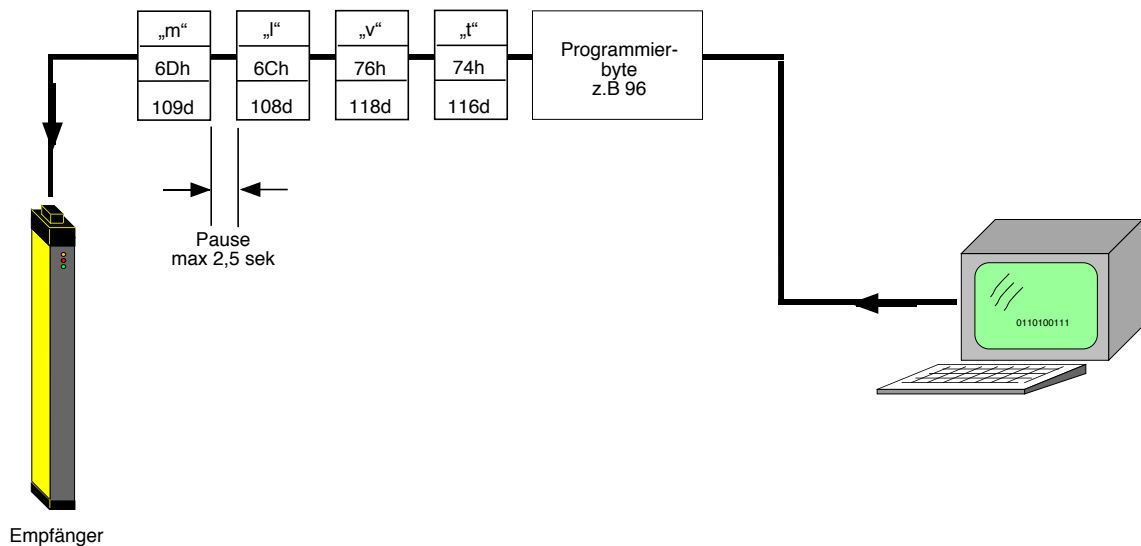 „m“ „l“ „v“ „t“
6Dh 6Ch 76h 74h
109d 108d 118d 116d
Programmier-
byte
z.B 96
Pause
max 2,5 sek
0110100111
Empfänger